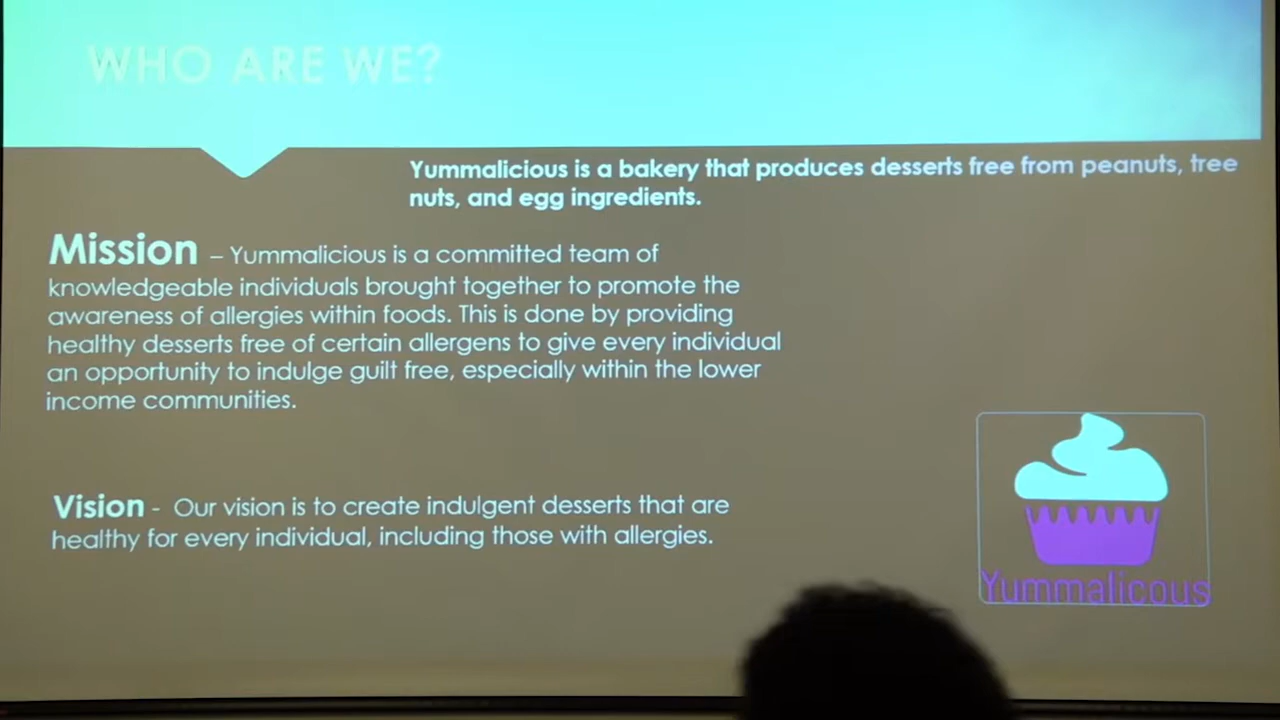 WHO ARE WE?
Yummalicious is a bakery that produces desserts free from peanuts, tree
nuts, and egg ingredients.
Mission – Yummalicious is a committed team of
knowledgeable individuals brought together to promote the
awareness of allergies within foods. This is done by providing
healthy desserts free of certain allergens to give every individual
an opportunity to indulge guilt free, especially within the lower
income communities.
Vision - Our vision is to create indulgent desserts that are
healthy for every individual, including those with allergies.
Yummalicous